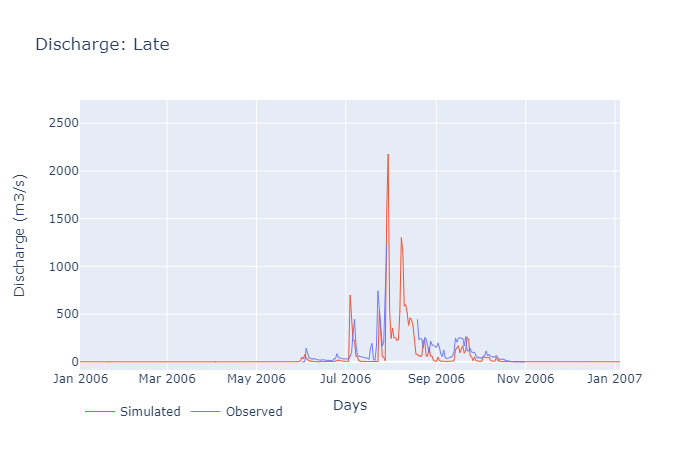 Discharge: Late
Discharge (m3/s)
2500
2000
1500
1000
500
0
Jan 2006 Mar 2006 May 2006 Jul 2006 Sep 2006 Nov 2006 Jan 2007
Days
Simulated Observed